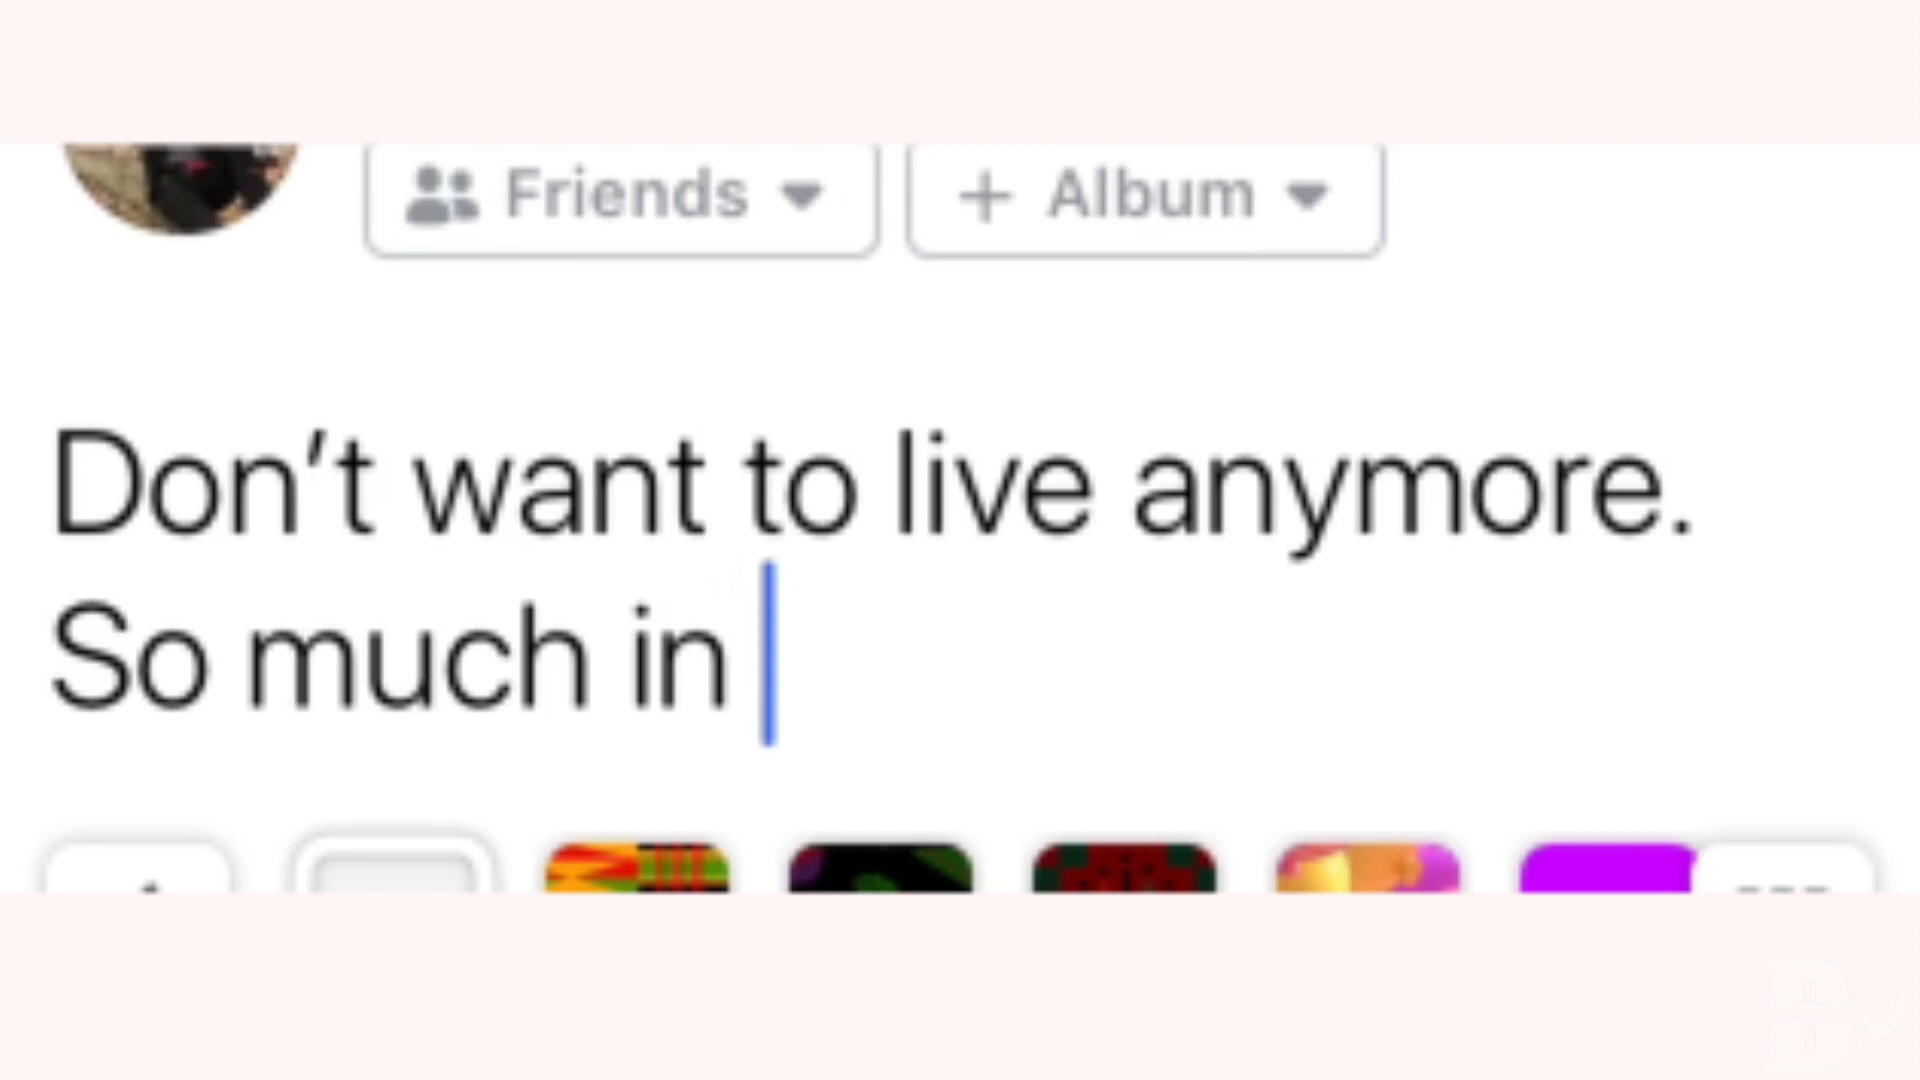 Friends
+ Album
Don't want to live anymore.
So much in